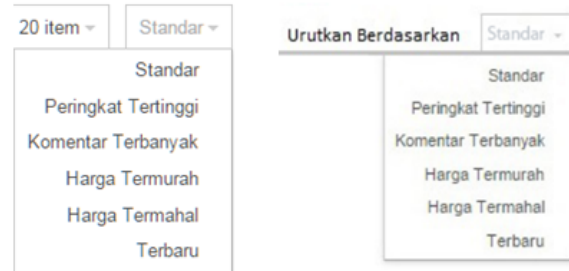 20 item
Standar
Standar
Peringkat Tertinggi
Komentar Terbanyak
Harga Termurah
Harga Termahal
Terbaru
Urutkan Berdasarkan
Standar
Standar
Peringkat Tertinggi
Komentar Terbanyak
Harga Termurah
Harga Termahal
Terbaru